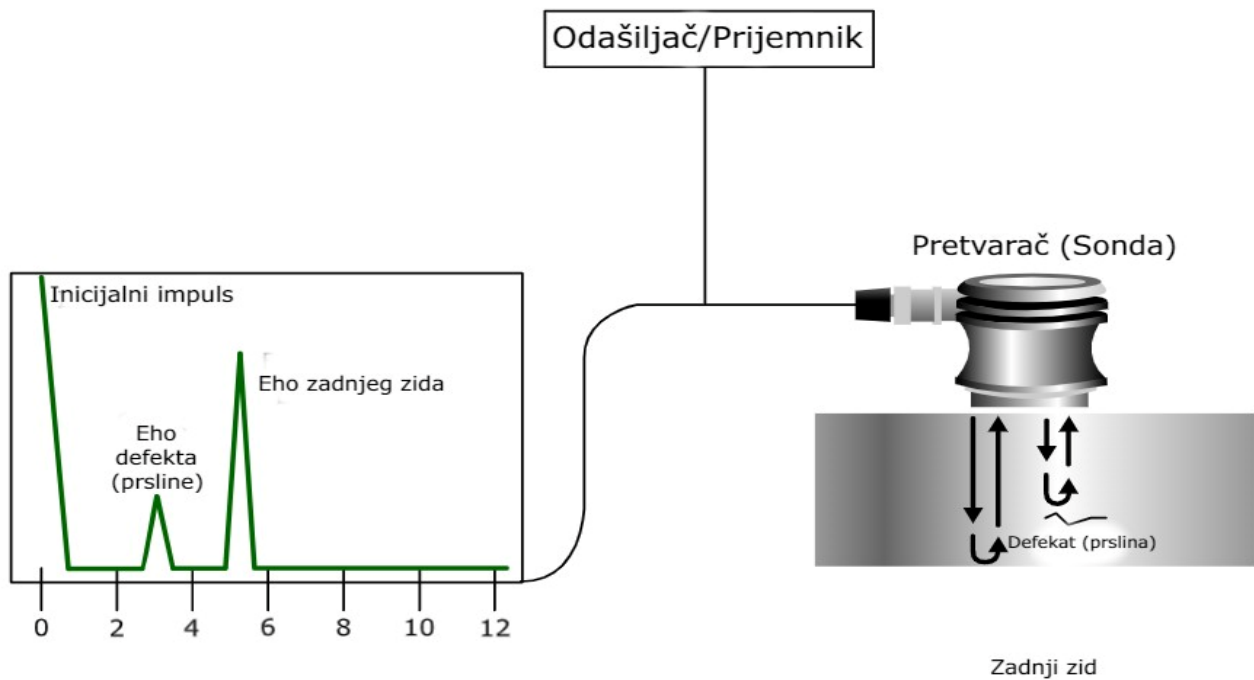 Odašiljač/Prijemnik
Pretvarač (Sonda)
Inicijalni impuls
Eho zadnjeg zida
Eho
defekta
(prsline)
Defekat (prslina)
0 2 4 6 8 10 12
Zadnji zid